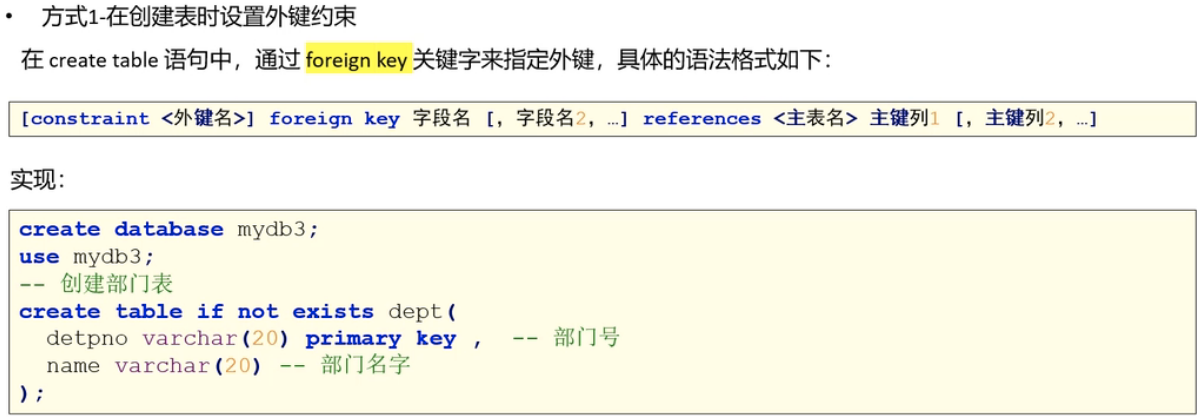 • 方式1-在创建表时设置外键约束
在 create table 语句中，通过 foreign key 关键字来指定外键，具体的语法格式如下：
[constraint <外键名>] foreign key 字段名 [，字段名2，…] references <主表名> 主键列1 [，主键列2，…]
实现：
create database mydb3;
use mydb3;
-- 创建部门表
create table if not exists dept(
  detpno varchar(20) primary key ,  -- 部门号
  name varchar(20) -- 部门名字
);